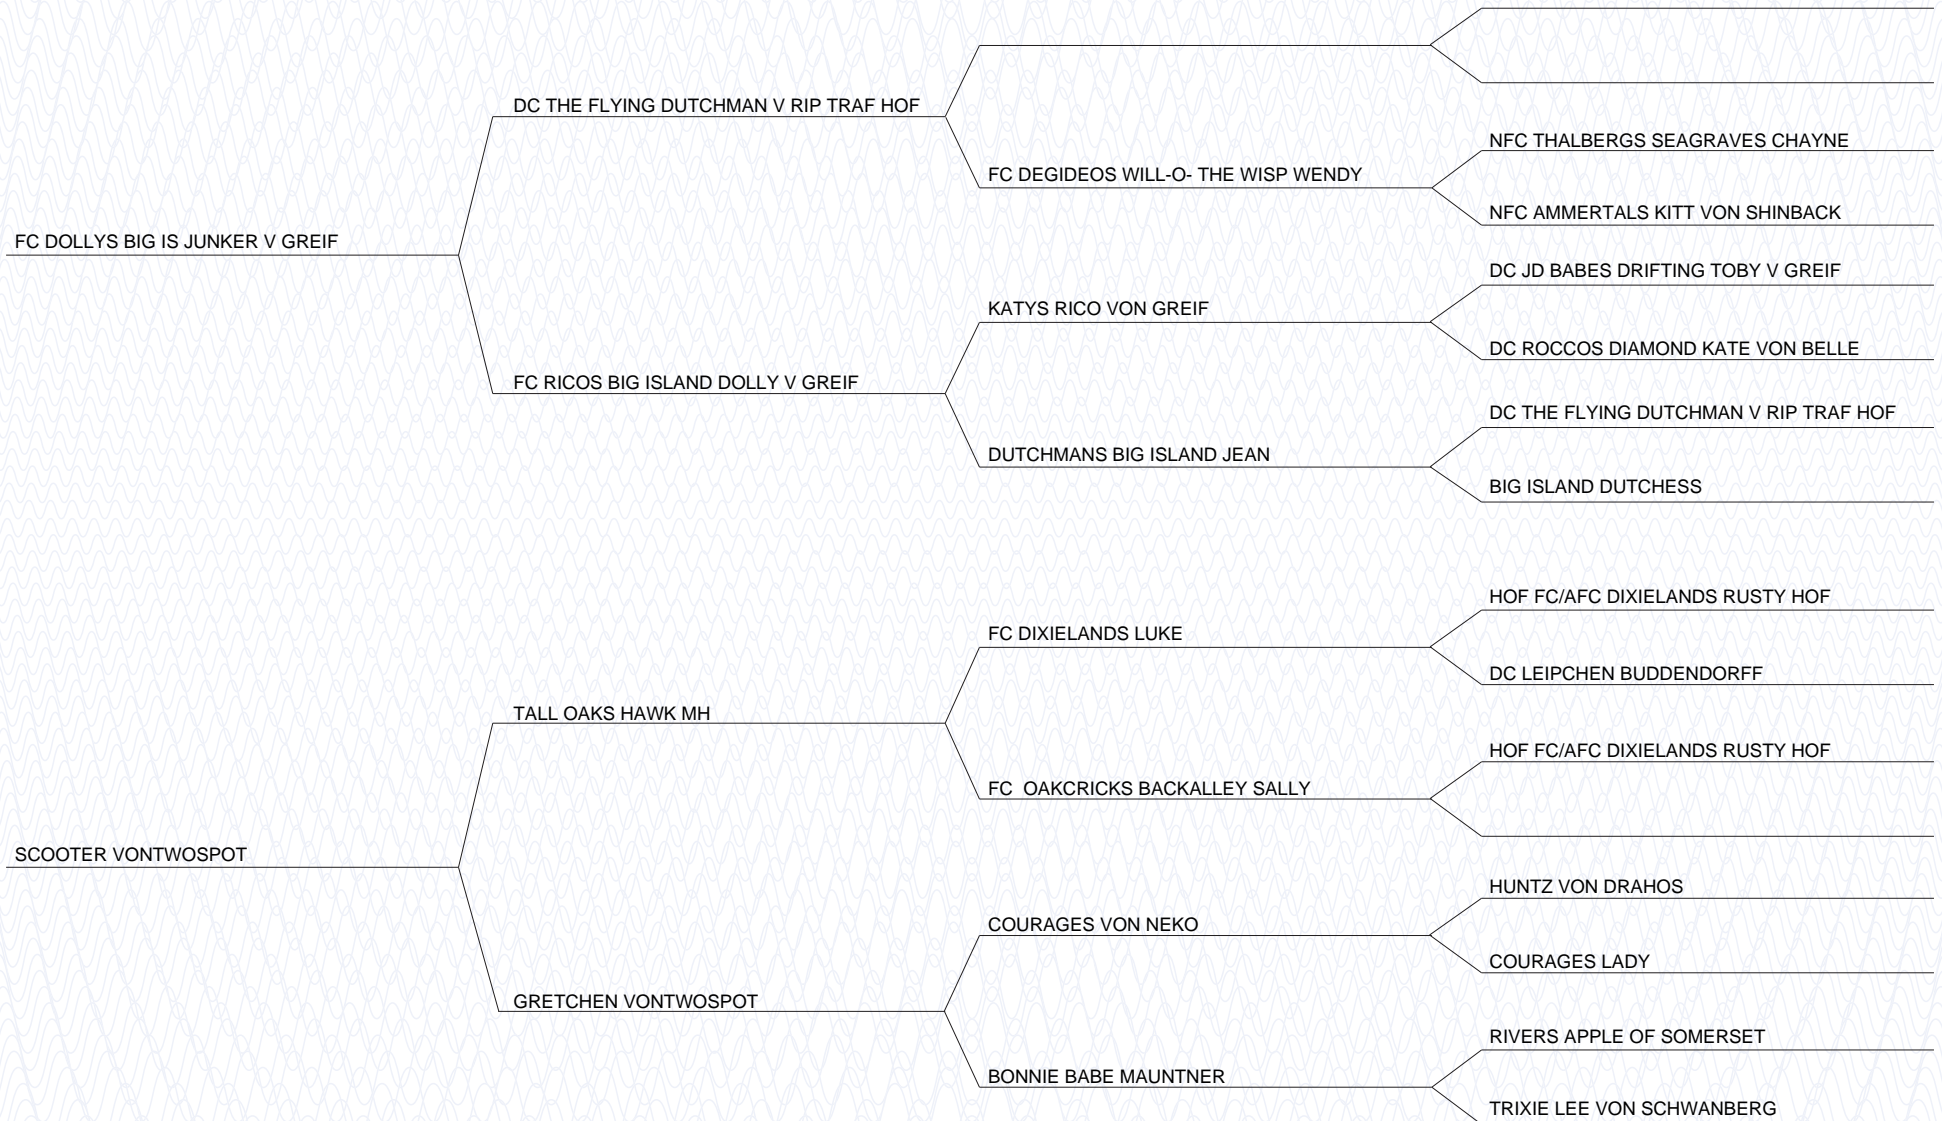 DC THE FLYING DUTCHMAN V RIP TRAF HOF
NFC THALBERGS SEAGRAVES CHAYNE
FC DEGIDEOS WILL-O- THE WISP WENDY
NFC AMMERTALS KITT VON SHINBACK
FC DOLLYS BIG IS JUNKER V GREIF
DC JD BABES DRIFTING TOBY V GREIF
KATYS RICO VON GREIF
DC ROCCOS DIAMOND KATE VON BELLE
FC RICOS BIG ISLAND DOLLY V GREIF
DC THE FLYING DUTCHMAN V RIP TRAF HOF
DUTCHMANS BIG ISLAND JEAN
BIG ISLAND DUTCHESS
HOF FC/AFC DIXIELANDS RUSTY HOF
FC DIXIELANDS LUKE
DC LEIPCHEN BUDDENDORFF
TALL OAKS HAWK MH
HOF FC/AFC DIXIELANDS RUSTY HOF
FC  OAKCRICKS BACKALLEY SALLY
SCOOTER VONTWOSPOT
HUNTZ VON DRAHOS
COURAGES VON NEKO
COURAGES LADY
GRETCHEN VONTWOSPOT
RIVERS APPLE OF SOMERSET
BONNIE BABE MAUNTNER
TRIXIE LEE VON SCHWANBERG